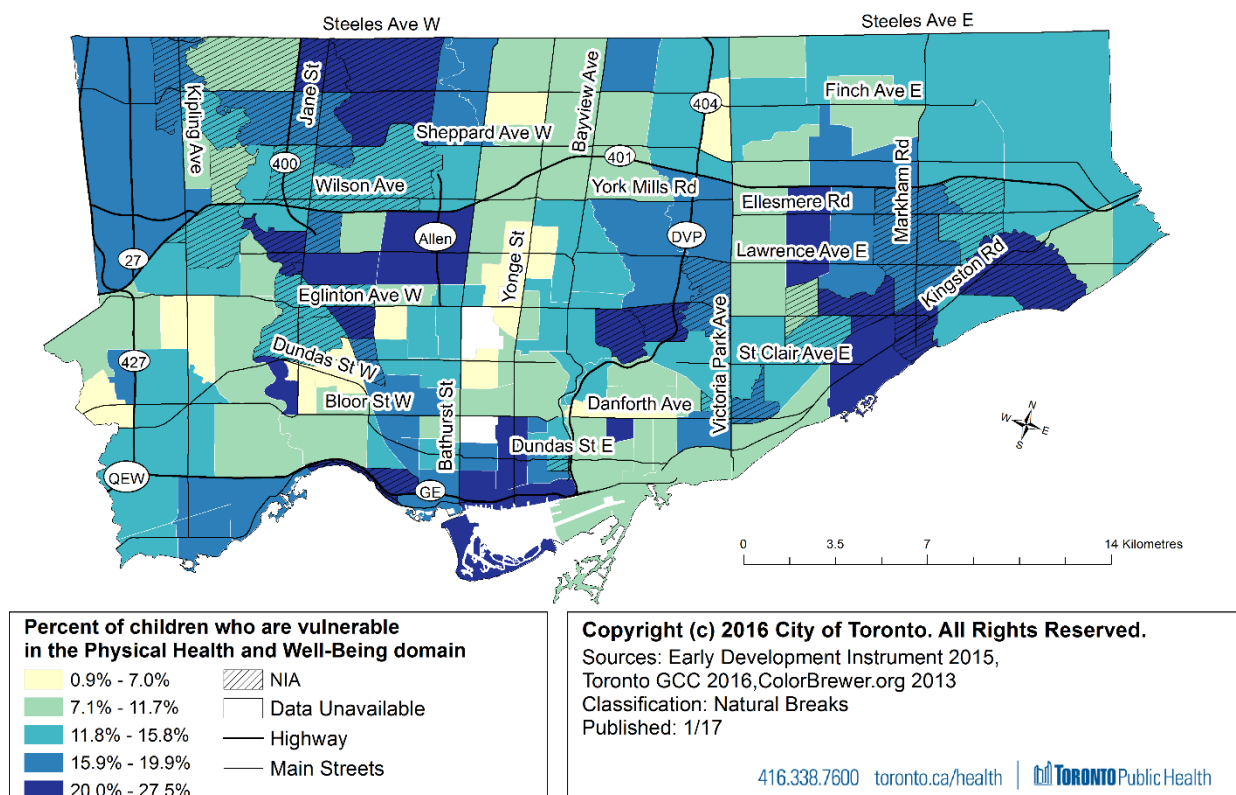 Steeles Ave W
Steeles Ave E
Kipling Ave
Jane St
Bayview Ave
404
Finch Ave E
Sheppard Ave W
400
401
Markham Rd
Wilson Ave
York Mills Rd
Ellesmere Rd
Allen
DVP
Lawrence Ave E
27
Yonge St
Kingston Rd
Eglinton Ave W
Victoria Park Ave
427
Dundas St W
St Clair Ave E
Bloor St W
Bathurst St
Danforth Ave
Dundas St E
QEW
GE
N
W
E
S
0 3.5 7 14 Kilometres
Percent of children who are vulnerable
in the Physical Health and Well-Being domain
0.9% - 7.0%
7.1% - 11.7%
11.8% - 15.8%
15.9% - 19.9%
20.0% - 27.5%
NIA
Data Unavailable
Highway
Main Streets
Copyright (c) 2016 City of Toronto. All Rights Reserved.
Sources: Early Development Instrument 2015,
Toronto GCC 2016,ColorBrewer.org 2013
Classification: Natural Breaks
Published: 1/17
416.338.7600 toronto.ca/health TORONTO Public Health